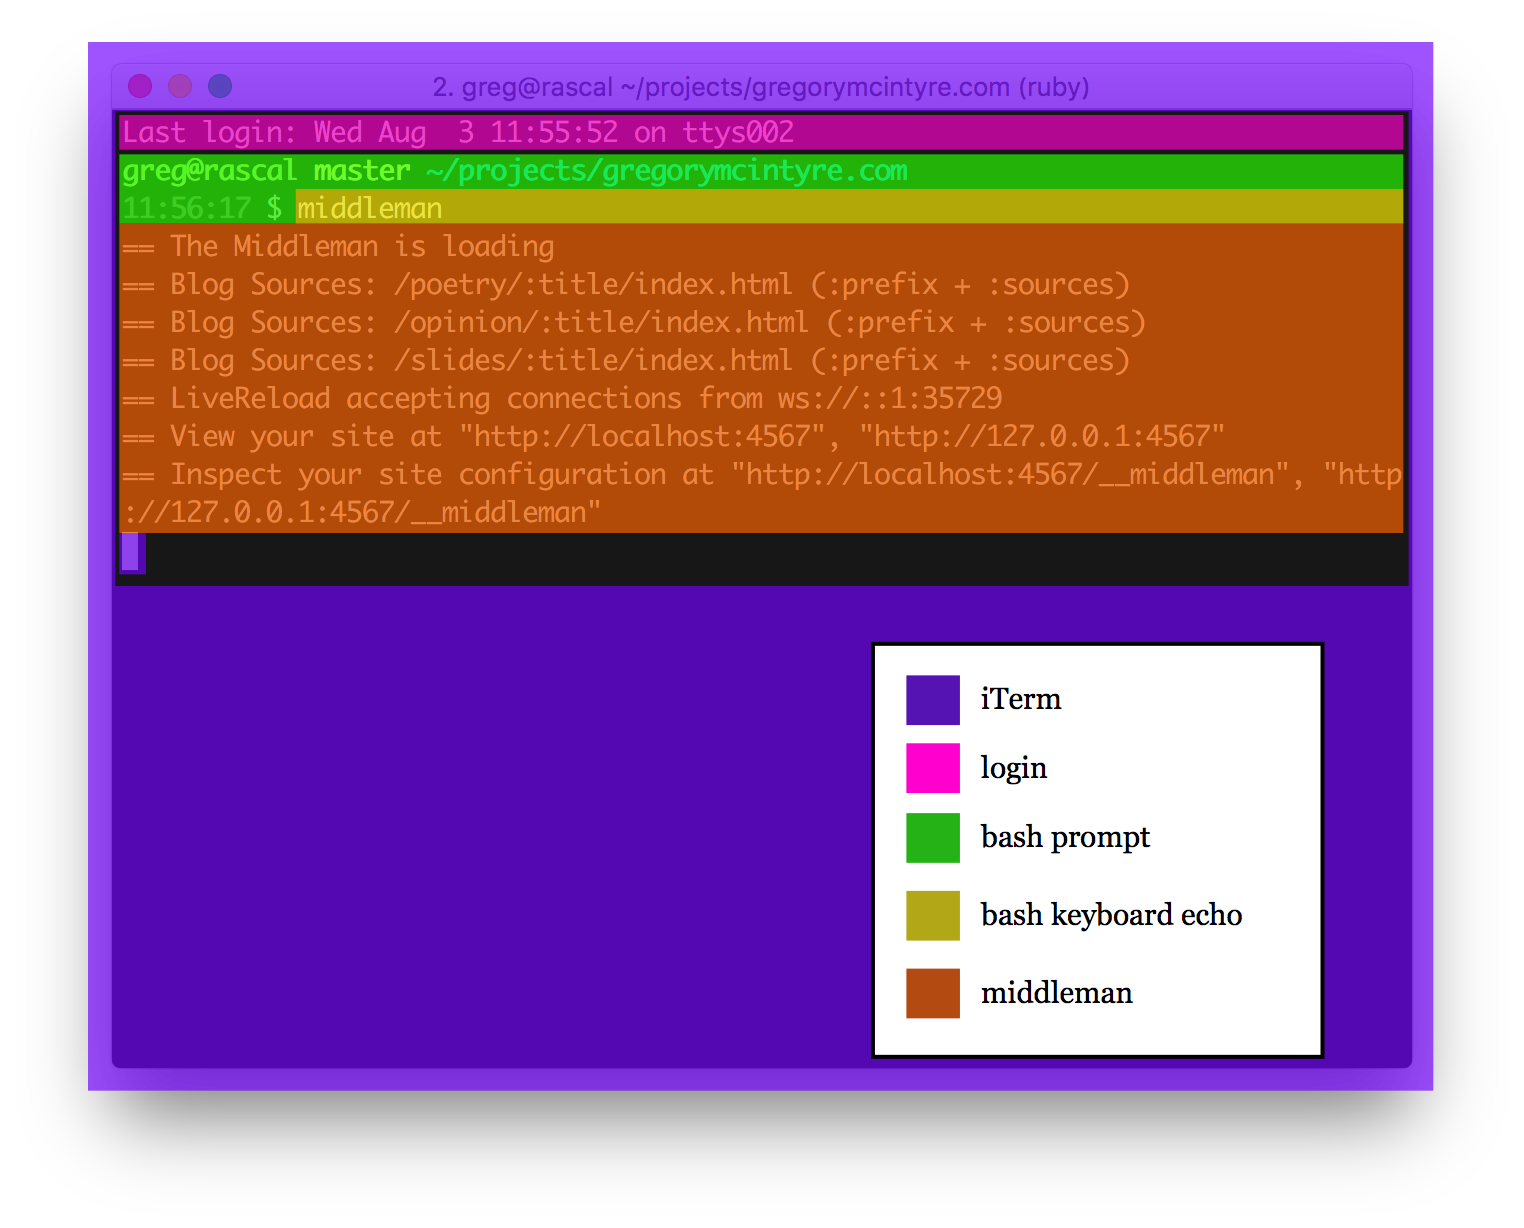 2. greg@rascal ~/projects/gregorymcintyre.com (ruby)
Last login: Wed Aug  3 11:55:52 on ttys002
greg@rascal master ~/projects/gregorymcintyre.com
11:56:17 $ middleman
== The Middleman is loading
== Blog Sources: /poetry/:title/index.html (:prefix + :sources)
== Blog Sources: /opinion/:title/index.html (:prefix + :sources)
== Blog Sources: /slides/:title/index.html (:prefix + :sources)
== LiveReload accepting connections from ws://::1:35729
== View your site at "http://localhost:4567", "http://127.0.0.1:4567"
== Inspect your site configuration at "http://localhost:4567/__middleman", "http
://127.0.0.1:4567/__middleman"
iTerm
login
bash prompt
bash keyboard echo
middleman